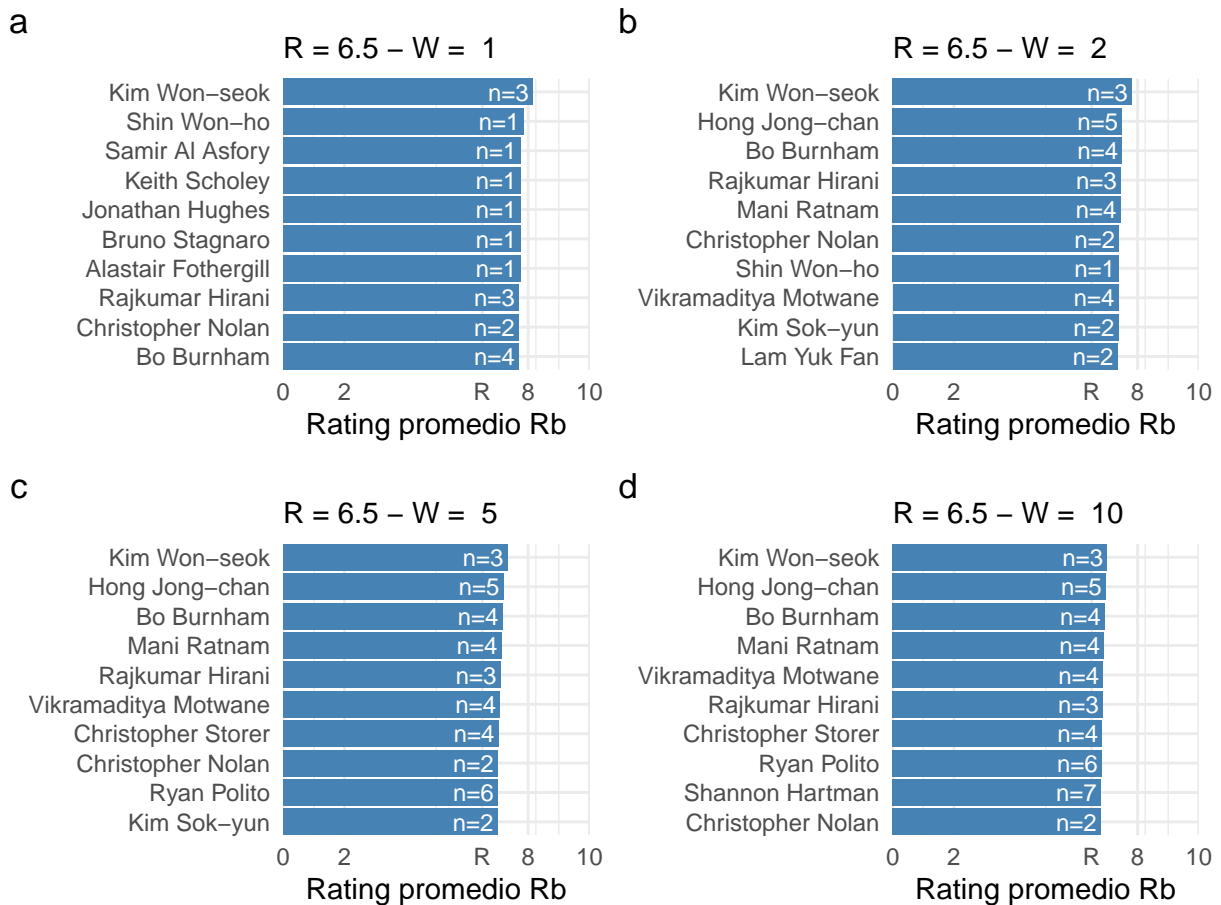 a
R = 6.5 − W =  1
Kim Won−seok n=3
Shin Won−ho n=1
Samir Al Asfory n=1
Keith Scholey n=1
Jonathan Hughes n=1
Bruno Stagnaro n=1
Alastair Fothergill n=1
Rajkumar Hirani n=3
Christopher Nolan n=2
Bo Burnham n=4
0 2 R 8 10
Rating promedio Rb
b
R = 6.5 − W =  2
Kim Won−seok n=3
Hong Jong−chan n=5
Bo Burnham n=4
Rajkumar Hirani n=3
Mani Ratnam n=4
Christopher Nolan n=2
Shin Won−ho n=1
Vikramaditya Motwane n=4
Kim Sok−yun n=2
Lam Yuk Fan n=2
0 2 R 8 10
Rating promedio Rb
c
R = 6.5 − W =  5
Kim Won−seok n=3
Hong Jong−chan n=5
Bo Burnham n=4
Mani Ratnam n=4
Rajkumar Hirani n=3
Vikramaditya Motwane n=4
Christopher Storer n=4
Christopher Nolan n=2
Ryan Polito n=6
Kim Sok−yun n=2
0 2 R 8 10
Rating promedio Rb
d
R = 6.5 − W =  10
Kim Won−seok n=3
Hong Jong−chan n=5
Bo Burnham n=4
Mani Ratnam n=4
Vikramaditya Motwane n=4
Rajkumar Hirani n=3
Christopher Storer n=4
Ryan Polito n=6
Shannon Hartman n=7
Christopher Nolan n=2
0 2 R 8 10
Rating promedio Rb